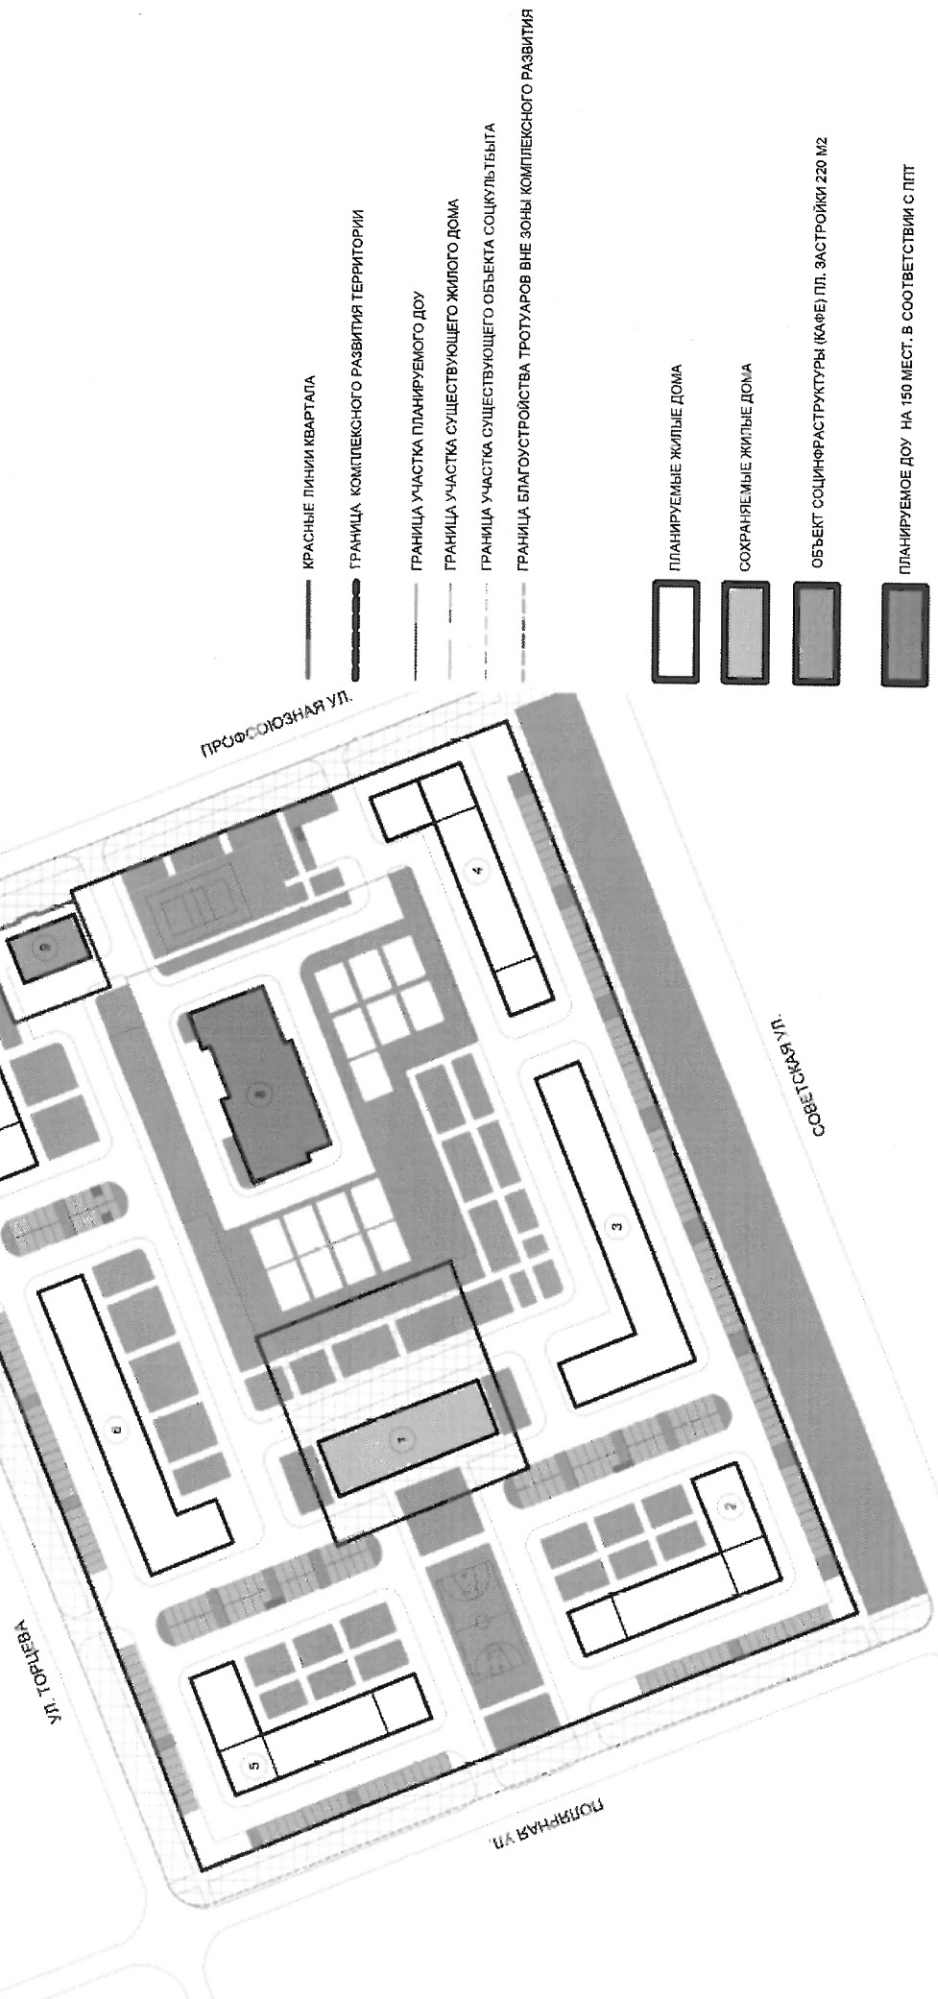 ПРОФСОЮЗНАЯ УЛ.
СОВЕТСКАЯ УЛ.
УЛ. ТОРЦЕВА
ПОЛЯРНАЯ УЛ.
1
2
3
4
5
6
8
9
КРАСНЫЕ ЛИНИИ КВАРТАЛА
ГРАНИЦА КОМПЛЕКСНОГО РАЗВИТИЯ ТЕРРИТОРИИ
ГРАНИЦА УЧАСТКА ПЛАНИРУЕМОГО ДОУ
ГРАНИЦА УЧАСТКА СУЩЕСТВУЮЩЕГО ЖИЛОГО ДОМА
ГРАНИЦА УЧАСТКА СУЩЕСТВУЮЩЕГО ОБЪЕКТА СОЦКУЛЬТБЫТА
ГРАНИЦА БЛАГОУСТРОЙСТВА ТРОТУАРОВ ВНЕ ЗОНЫ КОМПЛЕКСНОГО РАЗВИТИЯ
ПЛАНИРУЕМЫЕ ЖИЛЫЕ ДОМА
СОХРАНЯЕМЫЕ ЖИЛЫЕ ДОМА
ОБЪЕКТ СОЦИНФРАСТРУКТУРЫ (КАФЕ) ПЛ. ЗАСТРОЙКИ 220 М2
ПЛАНИРУЕМОЕ ДОУ НА 150 МЕСТ. В СООТВЕТСТВИИ С ППТ